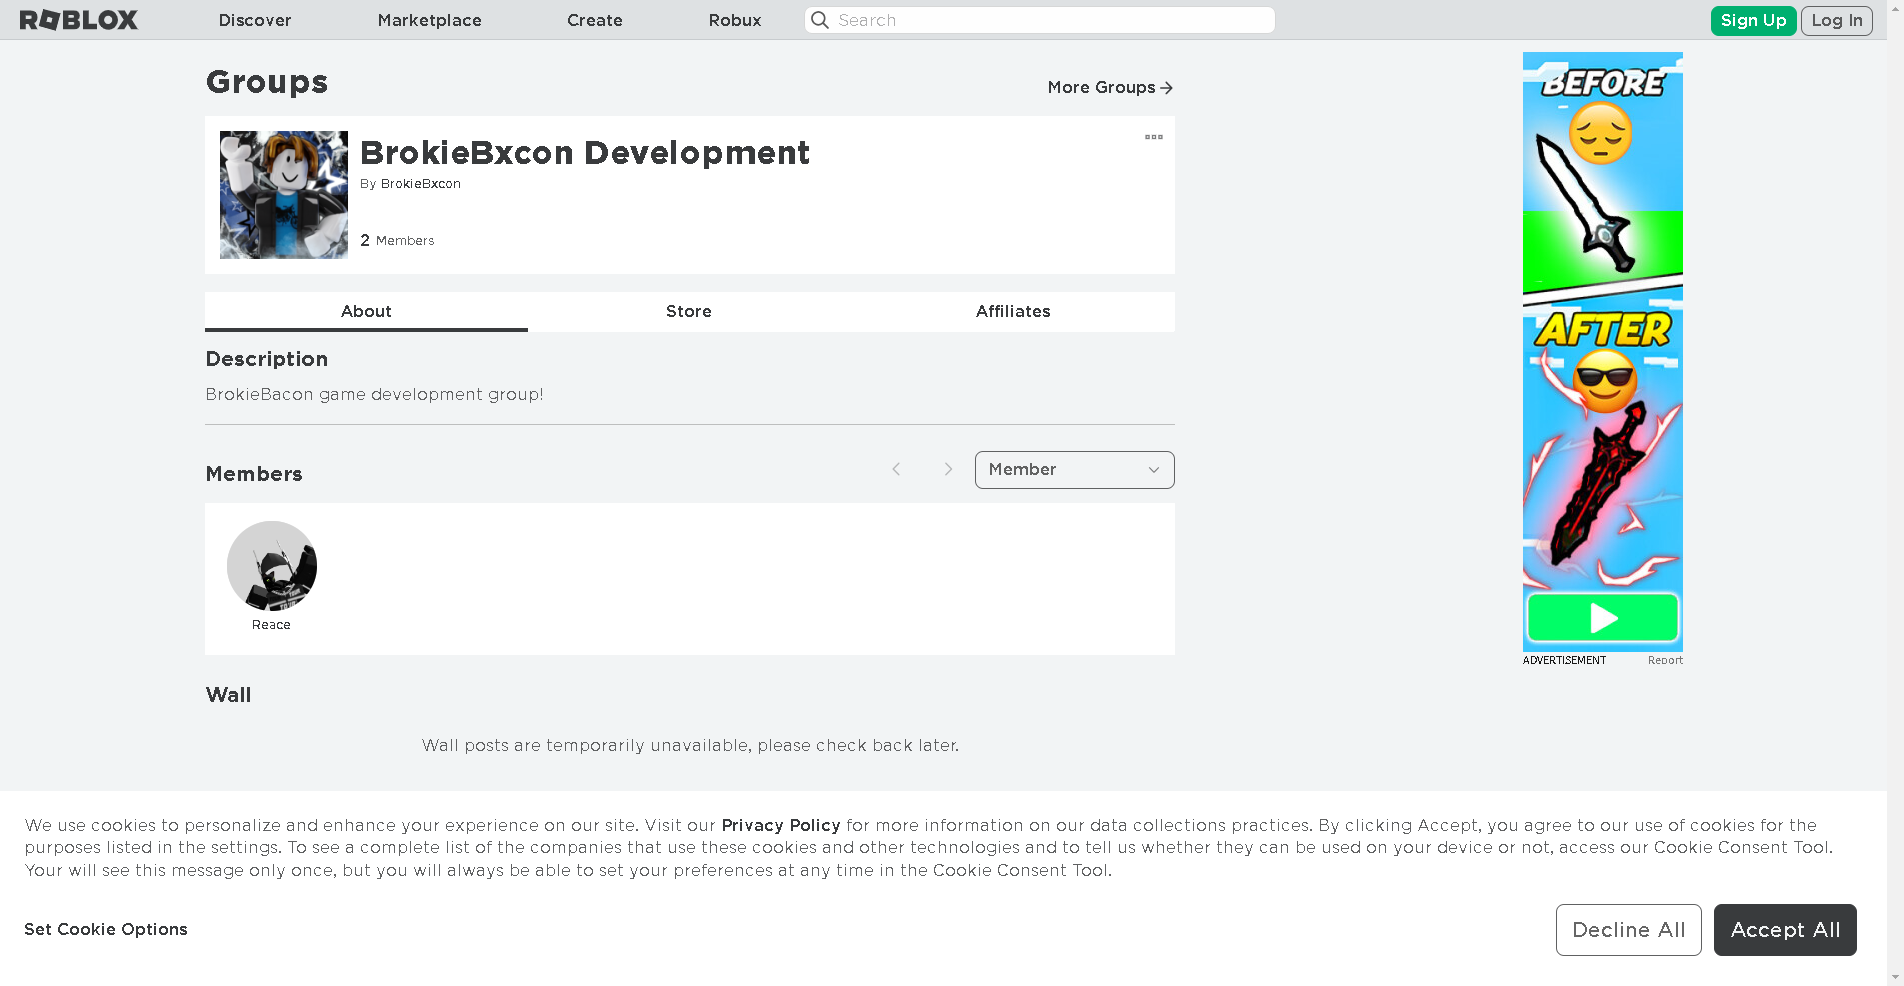 ROBLOX Discover Marketplace Create Robux Search Sign Up Log In
Groups
More Groups
BrokieBxcon Development
By BrokieBxcon
2 Members
About Store Affiliates
Description
BrokieBacon game development group!
Members
Member
Reace
Wall
Wall posts are temporarily unavailable, please check back later.
BEFORE
AFTER
ADVERTISEMENT Report
We use cookies to personalize and enhance your experience on our site. Visit our Privacy Policy for more information on our data collections practices. By clicking Accept, you agree to our use of cookies for the
purposes listed in the settings. To see a complete list of the companies that use these cookies and other technologies and to tell us whether they can be used on your device or not, access our Cookie Consent Tool.
Your will see this message only once, but you will always be able to set your preferences at any time in the Cookie Consent Tool.
Set Cookie Options
Decline All
Accept All